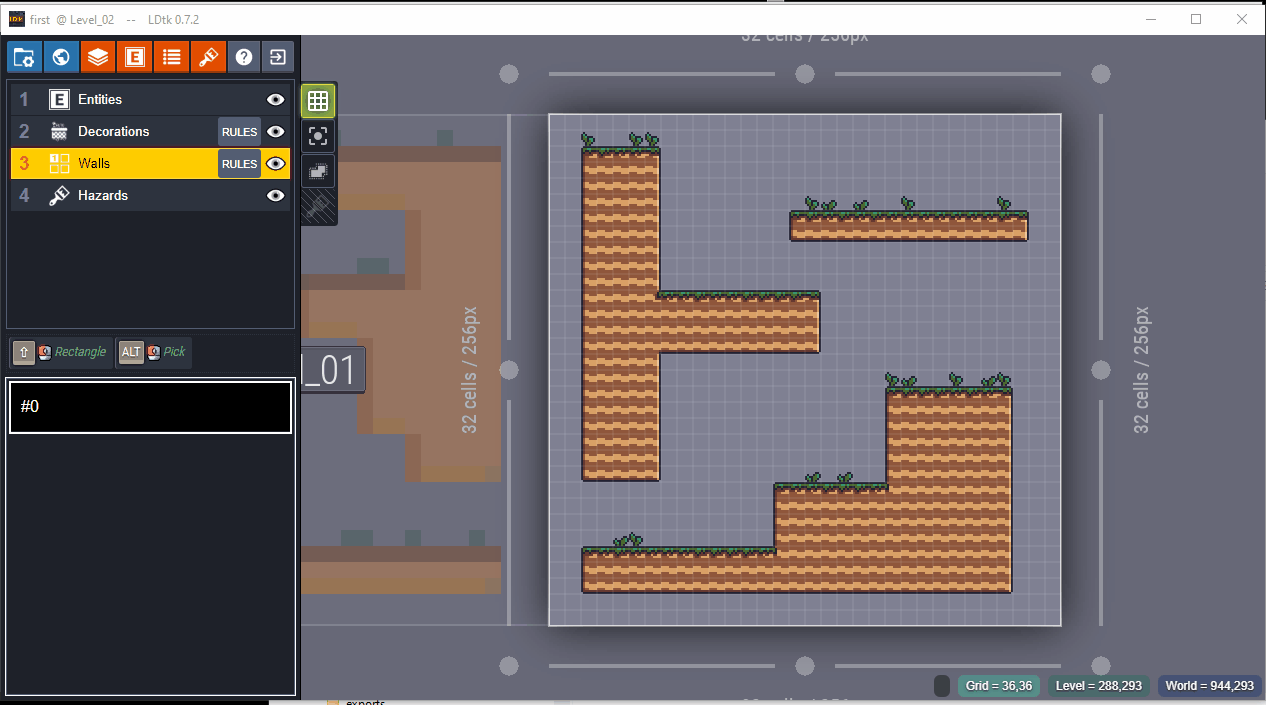 first @ Level_02 -- LDtk 0.7.2
LDtk
E
?
1 E Entities
2 Decorations RULES
3 1 Walls RULES
4 Hazards
⇧ Rectangle ALT Pick
#0
_01
32 cells / 256px
32 cells / 256px
32 cells / 256px
Grid = 36,36 Level = 288,293 World = 944,293
exports